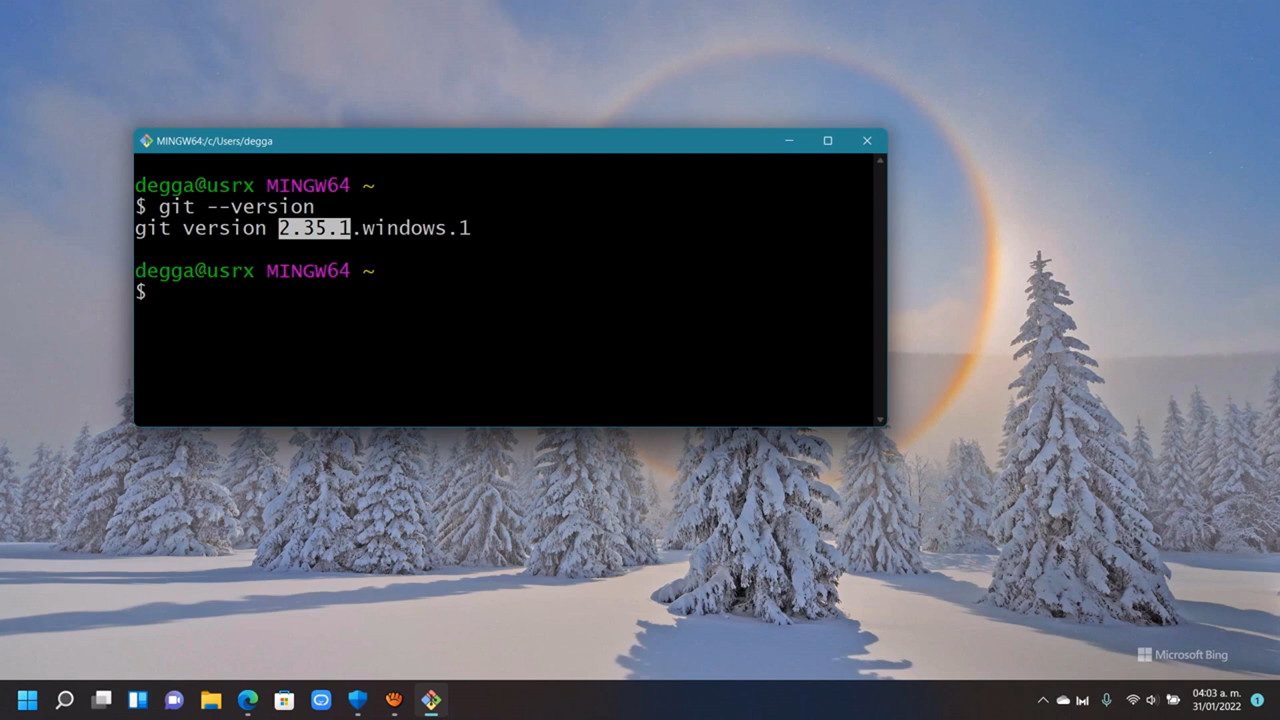 MINGW64:/c/Users/degga
degga@usrx MINGW64 ~
$ git --version
git version 2.35.1.windows.1
degga@usrx MINGW64 ~
$
Microsoft Bing
04:03 a. m.
31/01/2022
1